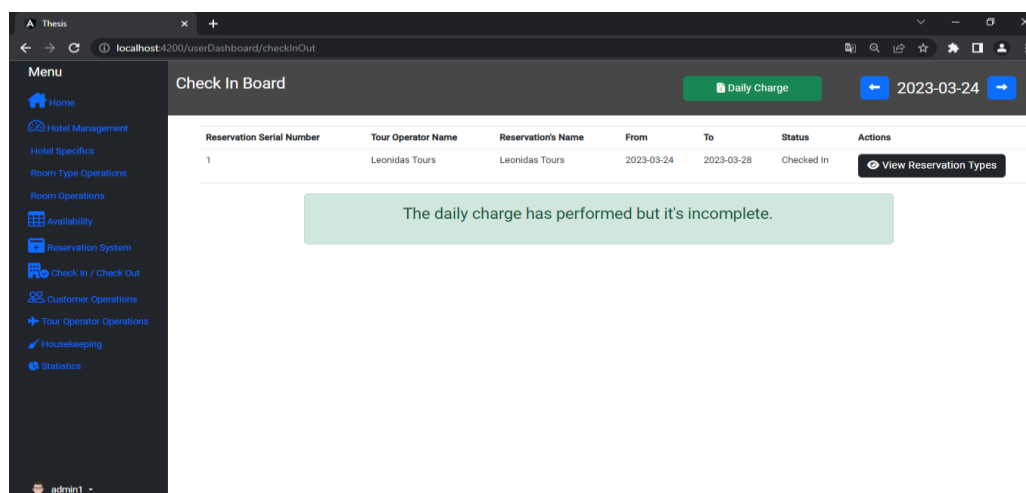 Thesis
localhost:4200/userDashboard/checkInOut
Menu
Home
Hotel Management
Hotel Specifics
Room Type Operations
Room Operations
Availability
Reservation System
Check In / Check Out
Customer Operations
Tour Operator Operations
Housekeeping
Statistics
admin1
Check In Board
Daily Charge
2023-03-24
Reservation Serial Number Tour Operator Name Reservation's Name From To Status Actions
1 Leonidas Tours Leonidas Tours 2023-03-24 2023-03-28 Checked In View Reservation Types
The daily charge has performed but it's incomplete.